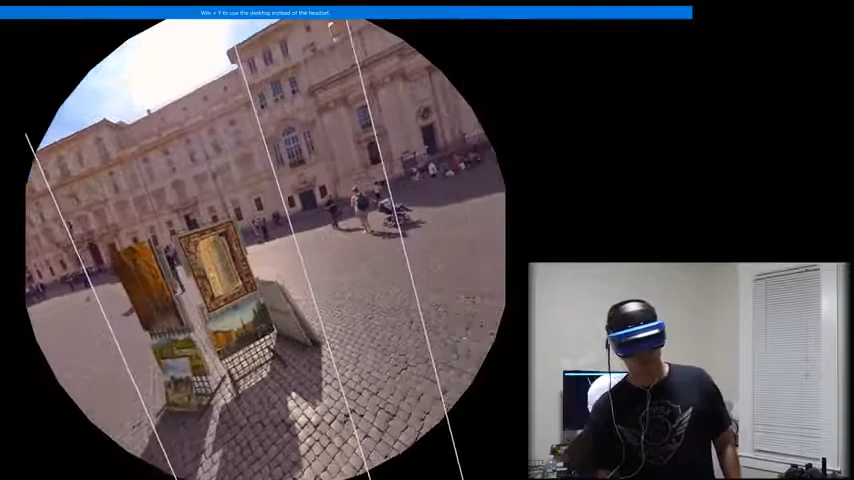 Win + Y to use the desktop instead of the headset.